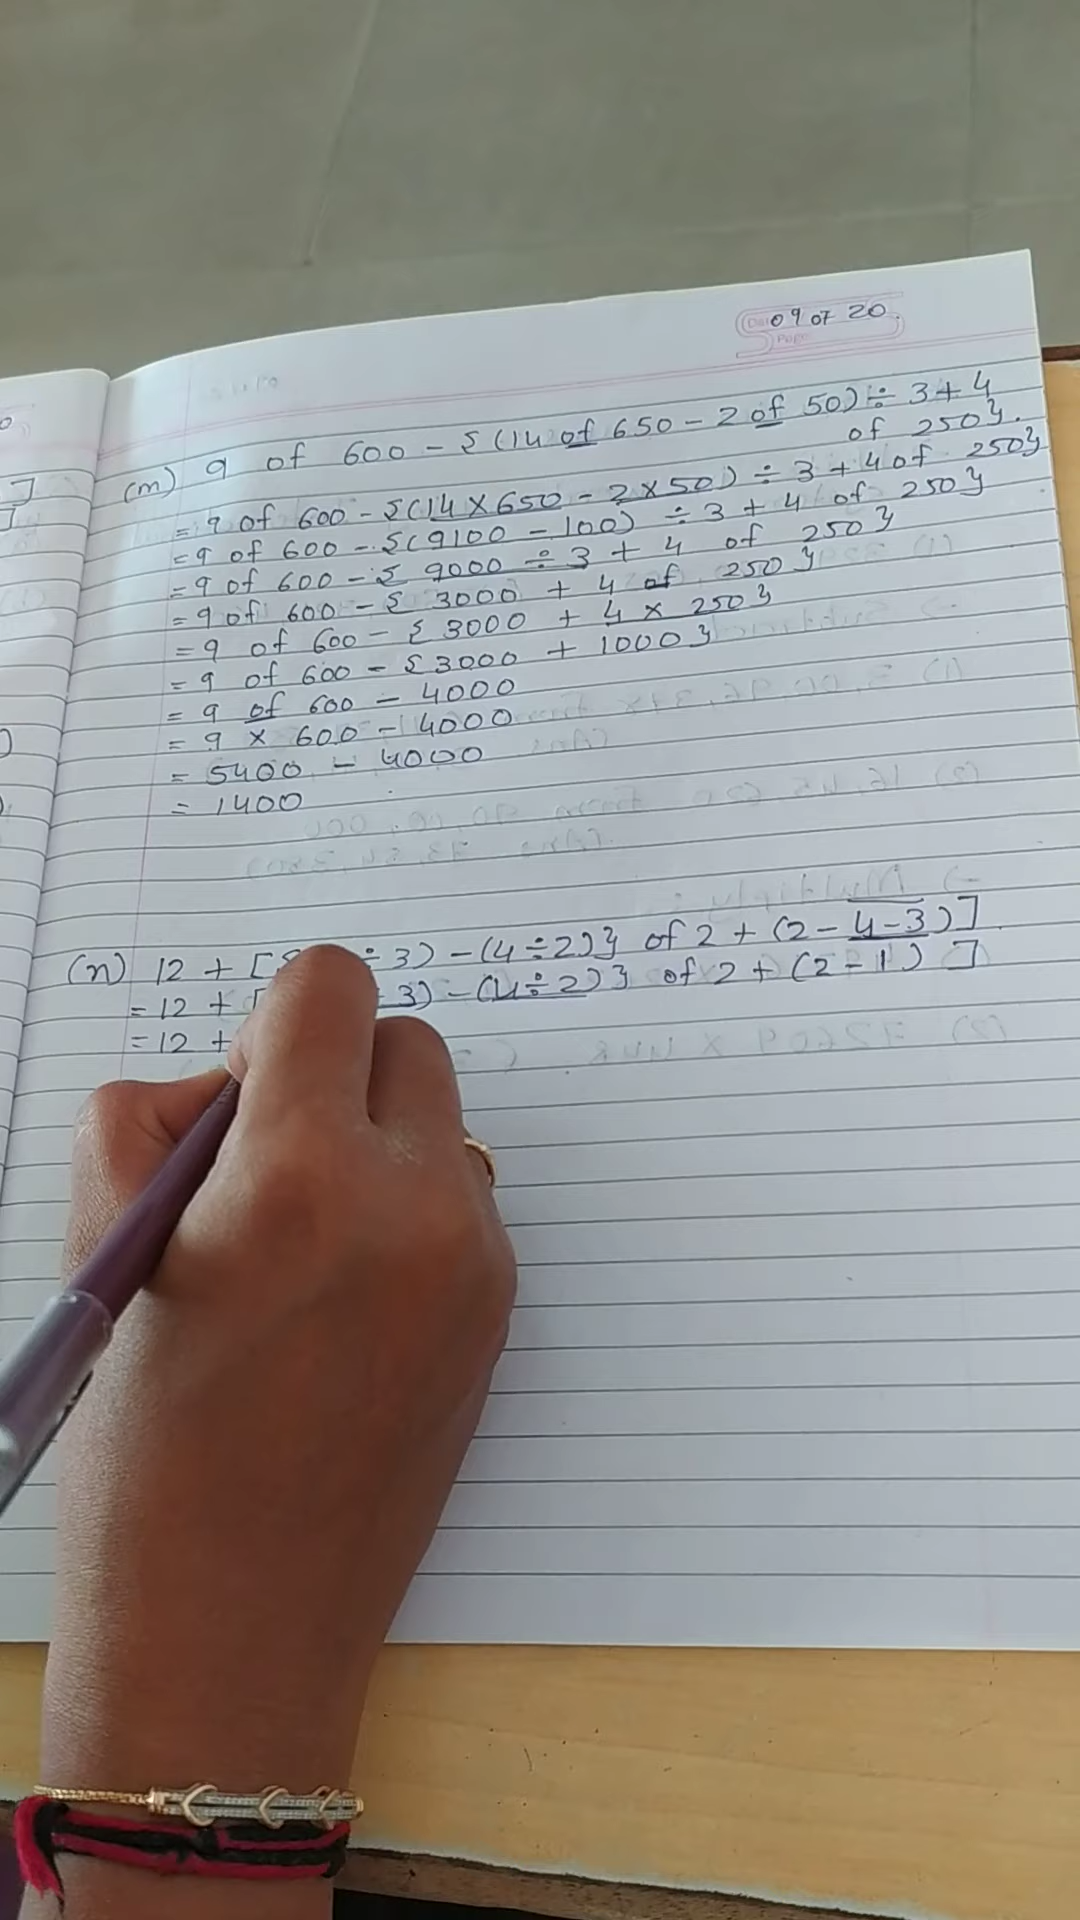 09 07 20.
(m) 9 of 600 - {(14 of 650 - 2 of 50) ÷ 3 + 4
of 250}.
= 9 of 600 - {(14 × 650 - 2 × 50) ÷ 3 + 4 of 250}
= 9 of 600 - {(9100 - 100) ÷ 3 + 4 of 250}
= 9 of 600 - { 9000 ÷ 3 + 4 of 250}
= 9 of 600 - { 3000 + 4 of 250}
= 9 of 600 - { 3000 + 4 × 250}
= 9 of 600 - { 3000 + 1000}
= 9 of 600 - 4000
= 9 × 600 - 4000
= 5400 - 4000
= 1400
(n) 12 + [ ÷ 3) - (4 ÷ 2)} of 2 + (2 - 4 - 3)]
= 12 + [ 3) - (4 ÷ 2)} of 2 + (2 - 1) ]
= 12 +